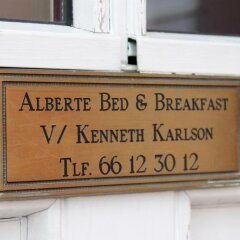 Alberte Bed & Breakfast
V/ Kenneth Karlson
Tlf. 66 12 30 12